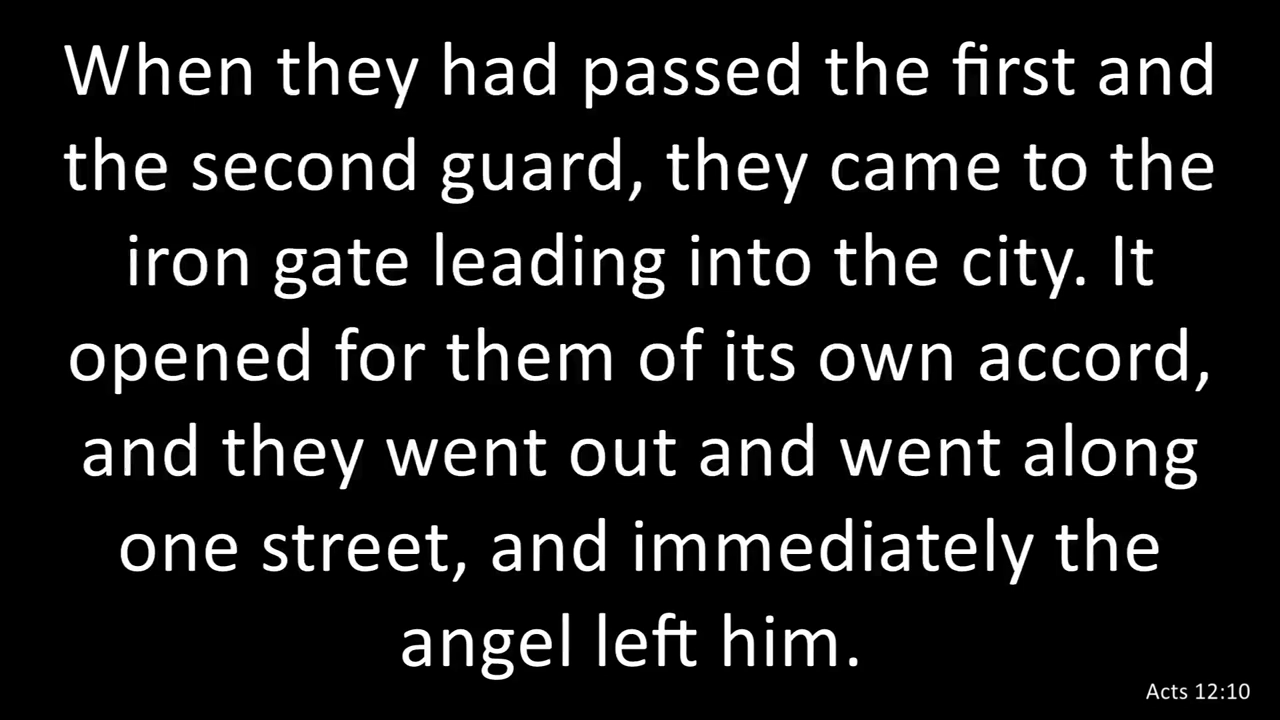 When they had passed the first and
the second guard, they came to the
iron gate leading into the city. It
opened for them of its own accord,
and they went out and went along
one street, and immediately the
angel left him.
Acts 12:10